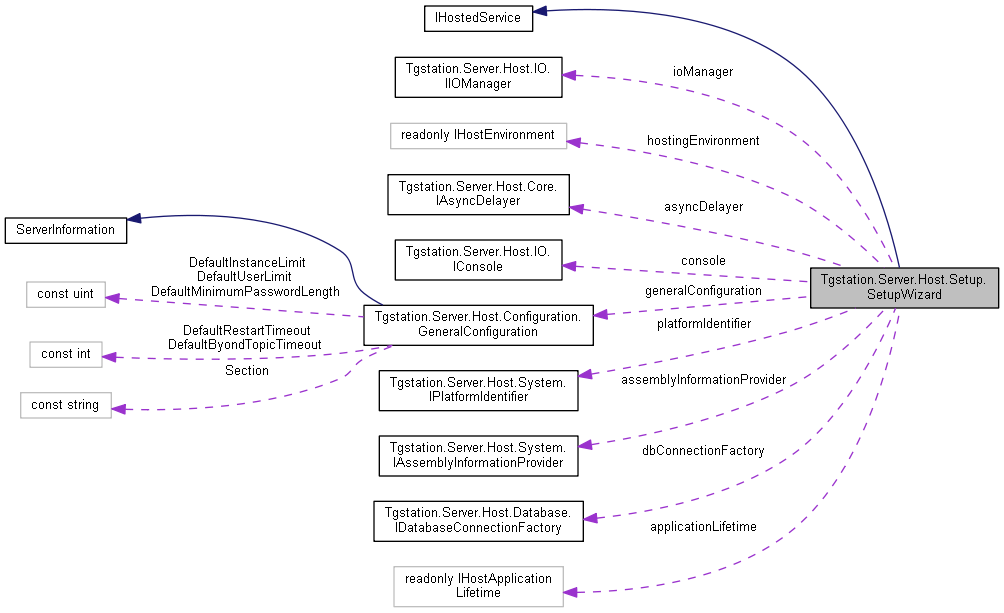 IHostedService
Tgstation.Server.Host.IO.
IIOManager
ioManager
readonly IHostEnvironment
hostingEnvironment
Tgstation.Server.Host.Core.
IAsyncDelayer
asyncDelayer
ServerInformation
Tgstation.Server.Host.IO.
IConsole
console
DefaultInstanceLimit
DefaultUserLimit
DefaultMinimumPasswordLength
const uint
generalConfiguration
Tgstation.Server.Host.Setup.
SetupWizard
Tgstation.Server.Host.Configuration.
GeneralConfiguration
platformIdentifier
DefaultRestartTimeout
DefaultByondTopicTimeout
const int
Section
Tgstation.Server.Host.System.
IPlatformIdentifier
assemblyInformationProvider
const string
Tgstation.Server.Host.System.
IAssemblyInformationProvider
dbConnectionFactory
Tgstation.Server.Host.Database.
IDatabaseConnectionFactory
applicationLifetime
readonly IHostApplication
Lifetime